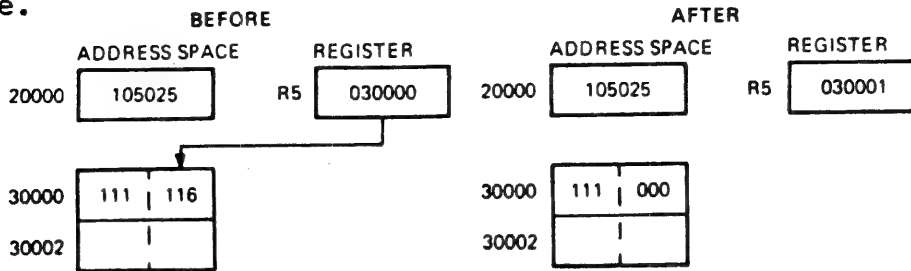 e.
BEFORE AFTER
ADDRESS SPACE REGISTER ADDRESS SPACE REGISTER
20000 105025 R5 030000 20000 105025 R5 030001
30000 111 116 30000 111 000
30002 30002